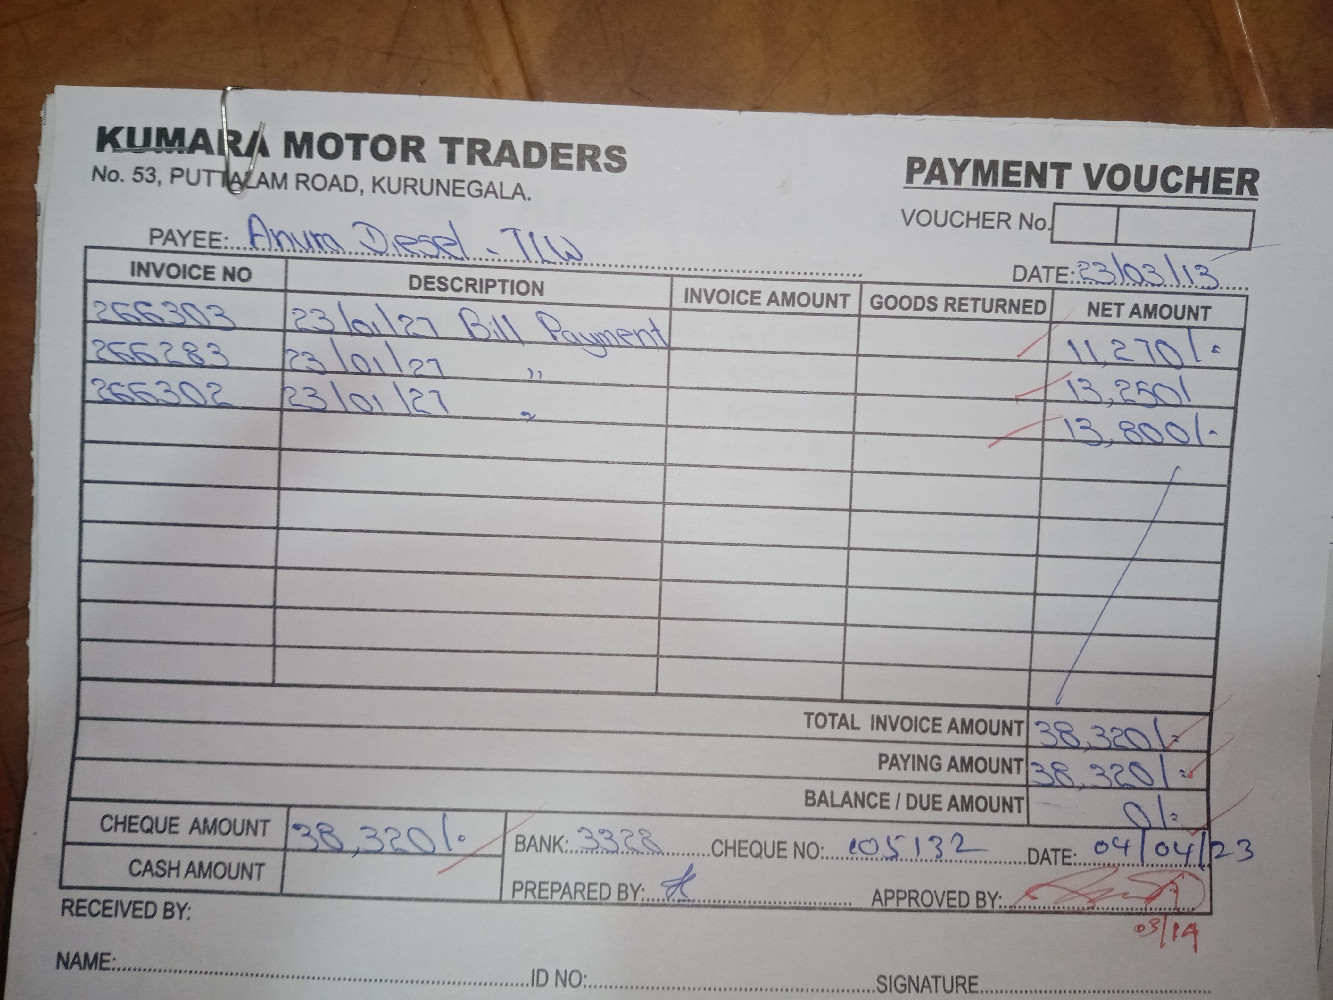 KUMARA MOTOR TRADERS
No. 53, PUTTALAM ROAD, KURUNEGALA.
PAYMENT VOUCHER
VOUCHER No.
PAYEE: Anura Diesel - TLW
DATE: 23/03/13
INVOICE NO DESCRIPTION INVOICE AMOUNT GOODS RETURNED NET AMOUNT
266303 23/01/27 Bill Payment 11,270/-
266283 23/01/27 " 13,250/
266302 23/01/27 " 13,800/-
TOTAL INVOICE AMOUNT 38,320/-
PAYING AMOUNT 38,320/-
BALANCE / DUE AMOUNT 0/-
CHEQUE AMOUNT 38,320/- BANK: 3328 CHEQUE NO: 105132 DATE: 04/04/23
CASH AMOUNT PREPARED BY: APPROVED BY:
03/14
RECEIVED BY:
NAME: ID NO: SIGNATURE